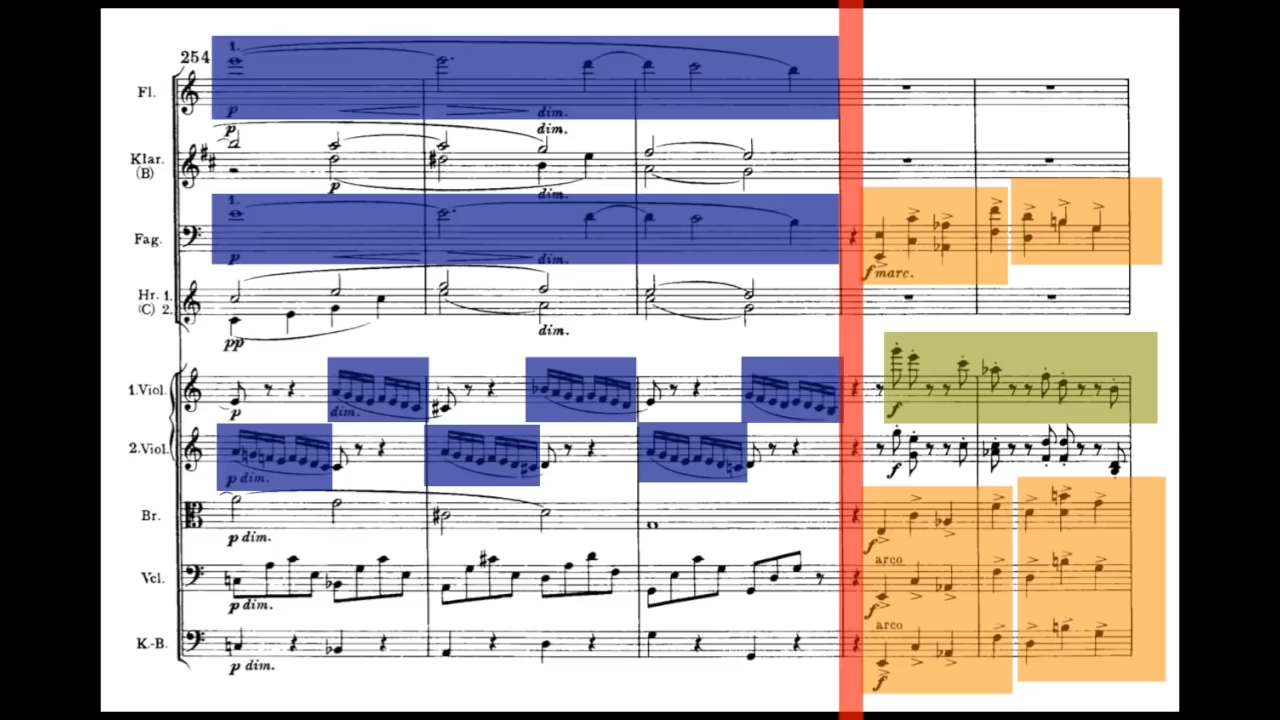 254
1.
Fl.
p dim.
p dim.
Klar.
(B)
p dim.
1.
Fag.
p dim.
f marc.
Hr. 1.
(C) 2.
pp dim.
1.Viol.
p dim. f
2.Viol.
p dim. f
Br.
p dim. f
arco
Vcl.
p dim. f
arco
K.-B.
p dim. f